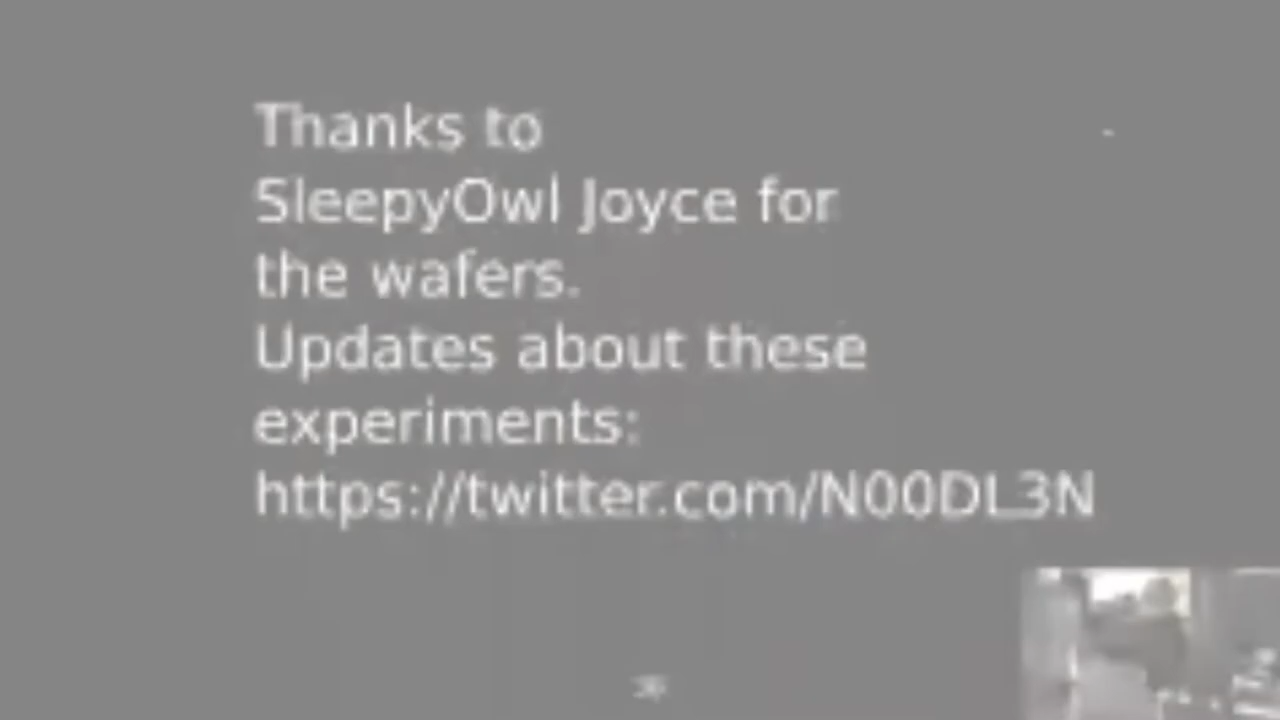 Thanks to
SleepyOwl Joyce for
the wafers.
Updates about these
experiments:
https://twitter.com/N00DL3N